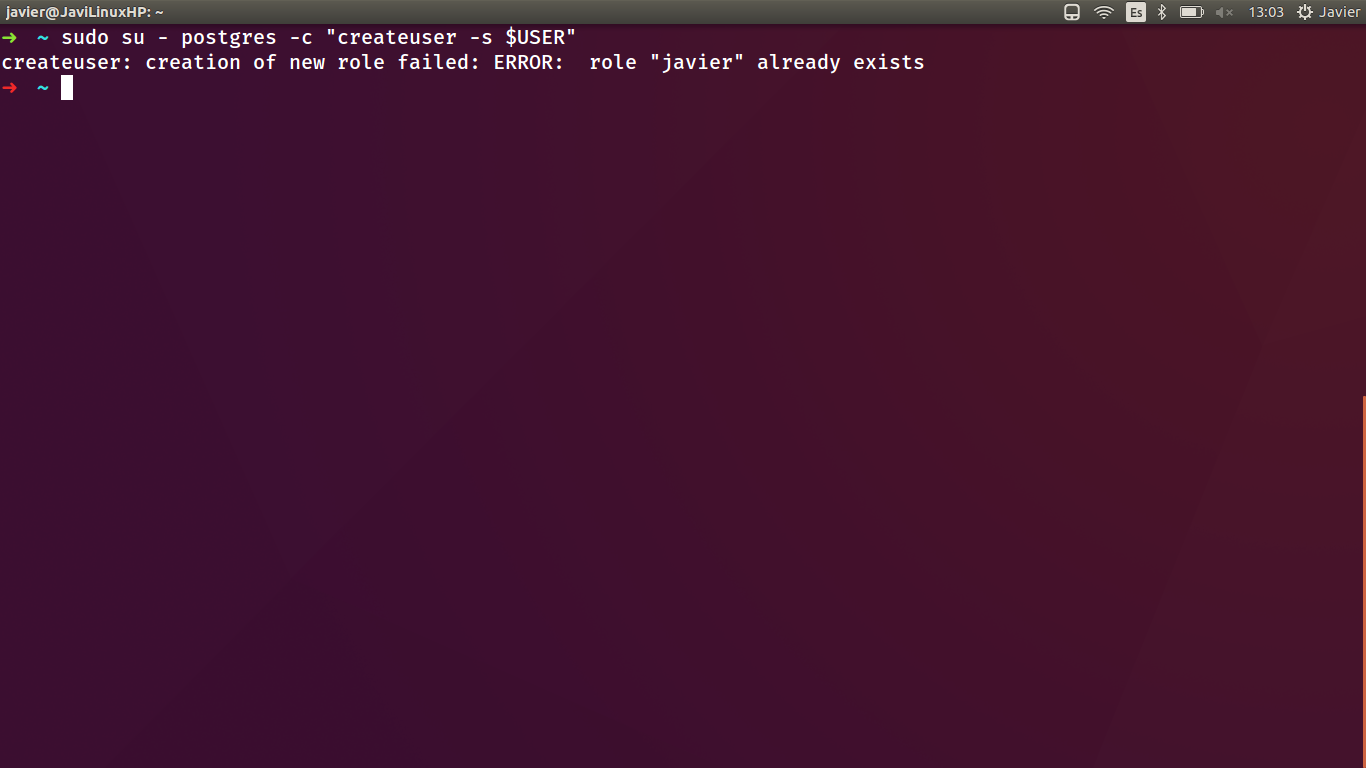 javier@JaviLinuxHP: ~ Es 13:03 Javier
➜ ~ sudo su - postgres -c "createuser -s $USER"
createuser: creation of new role failed: ERROR:  role "javier" already exists
➜ ~